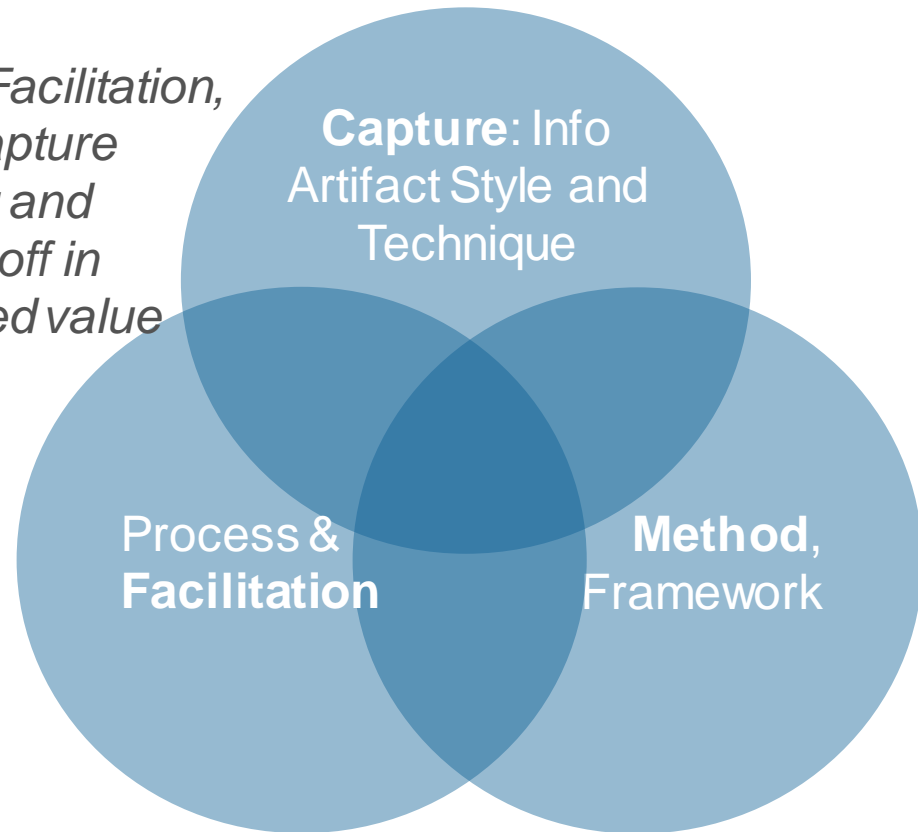 Facilitation,
apture
and
off in
ed value
Capture: Info
Artifact Style and
Technique
Process &
Facilitation
Method,
Framework